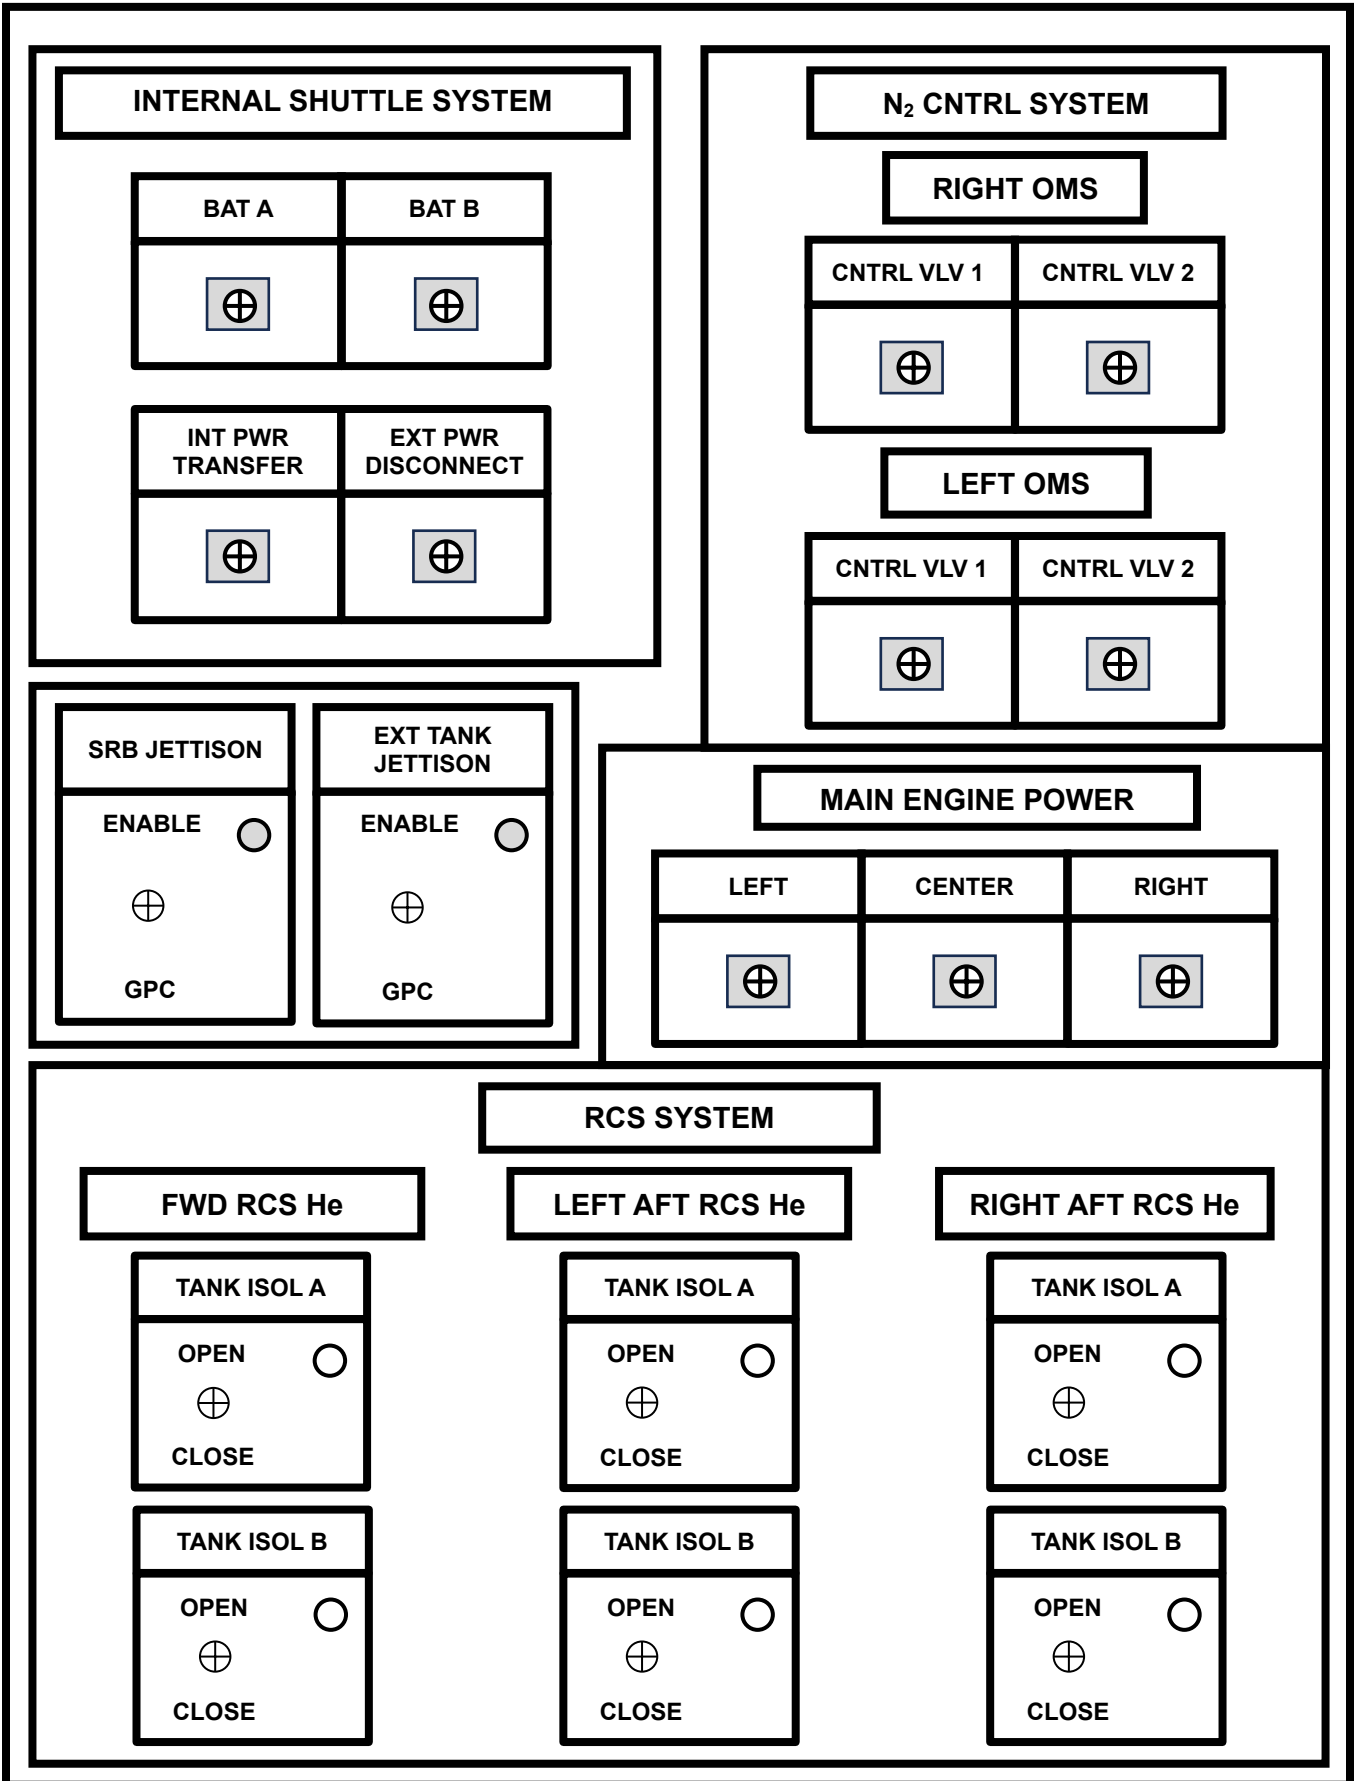 INTERNAL SHUTTLE SYSTEM
BAT A
BAT B
INT PWR
TRANSFER
EXT PWR
DISCONNECT
N₂ CNTRL SYSTEM
RIGHT OMS
CNTRL VLV 1
CNTRL VLV 2
LEFT OMS
CNTRL VLV 1
CNTRL VLV 2
SRB JETTISON
ENABLE
GPC
EXT TANK
JETTISON
ENABLE
GPC
MAIN ENGINE POWER
LEFT
CENTER
RIGHT
RCS SYSTEM
FWD RCS He
TANK ISOL A
OPEN
CLOSE
TANK ISOL B
OPEN
CLOSE
LEFT AFT RCS He
TANK ISOL A
OPEN
CLOSE
TANK ISOL B
OPEN
CLOSE
RIGHT AFT RCS He
TANK ISOL A
OPEN
CLOSE
TANK ISOL B
OPEN
CLOSE